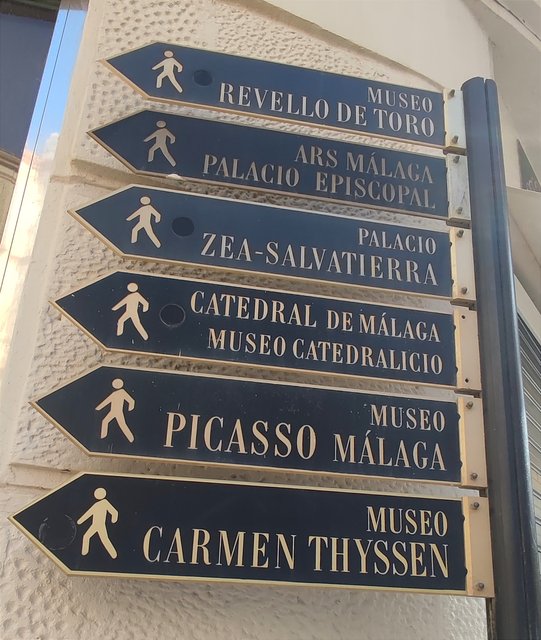 MUSEO
REVELLO DE TORO
ARS MÁLAGA
PALACIO EPISCOPAL
PALACIO
ZEA-SALVATIERRA
CATEDRAL DE MÁLAGA
MUSEO CATEDRALICIO
MUSEO
PICASSO MÁLAGA
MUSEO
CARMEN THYSSEN